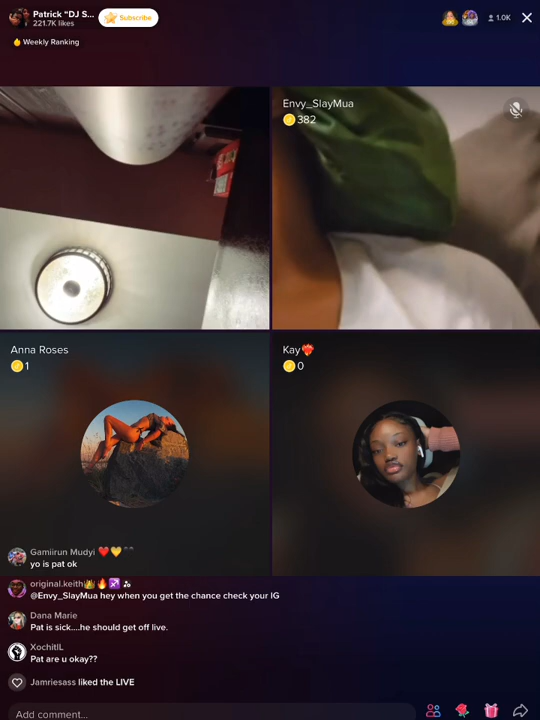 Patrick "DJ S...
221.7K likes
Subscribe
1.0K
Weekly Ranking
Envy_SlayMua
382
Anna Roses
1
Kay❤️‍🔥
0
Gamiirun Mudyi ❤️💛🖤
yo is pat ok
original.keith
@Envy_SlayMua hey when you get the chance check your IG
Dana Marie
Pat is sick....he should get off live.
XochitlL
Pat are u okay??
Jamriesass liked the LIVE
Add comment...